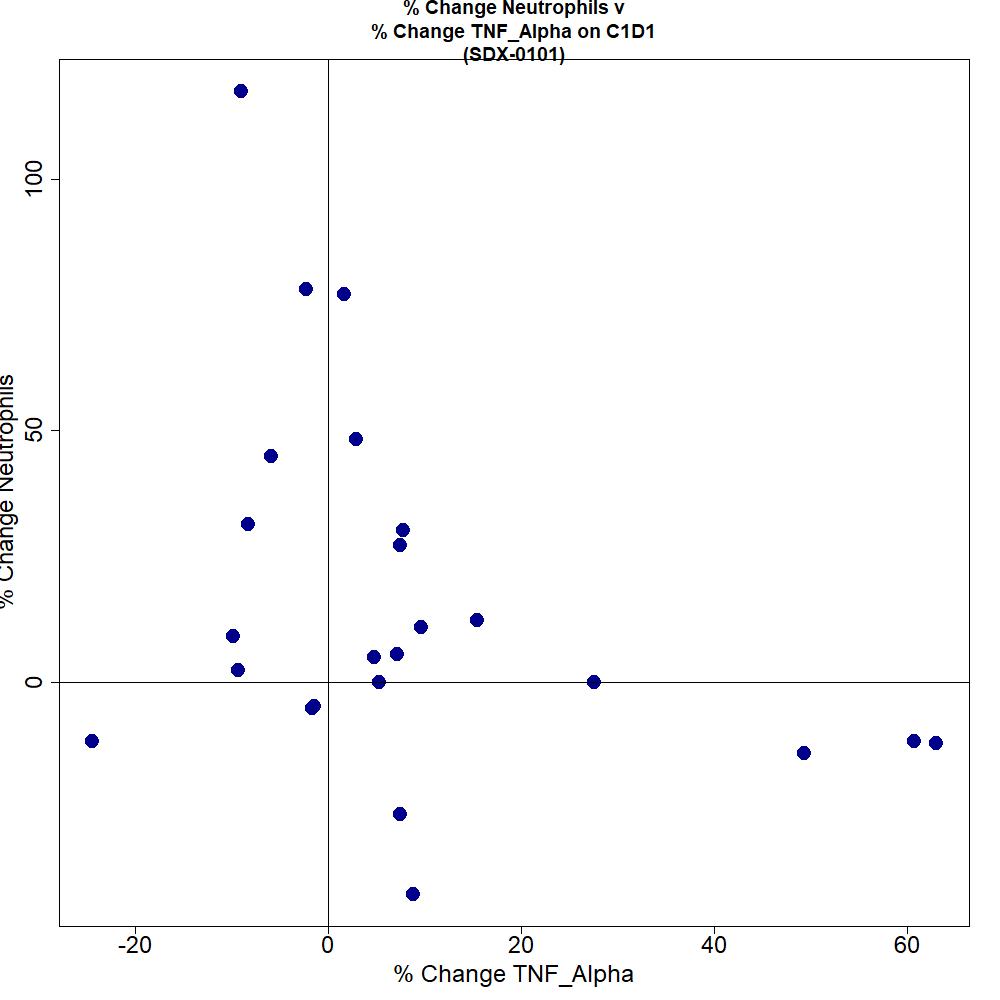 % Change Neutrophils v
% Change TNF_Alpha on C1D1
(SDX-0101)
100
50
0
% Change Neutrophils
-20
0
20
40
60
% Change TNF_Alpha